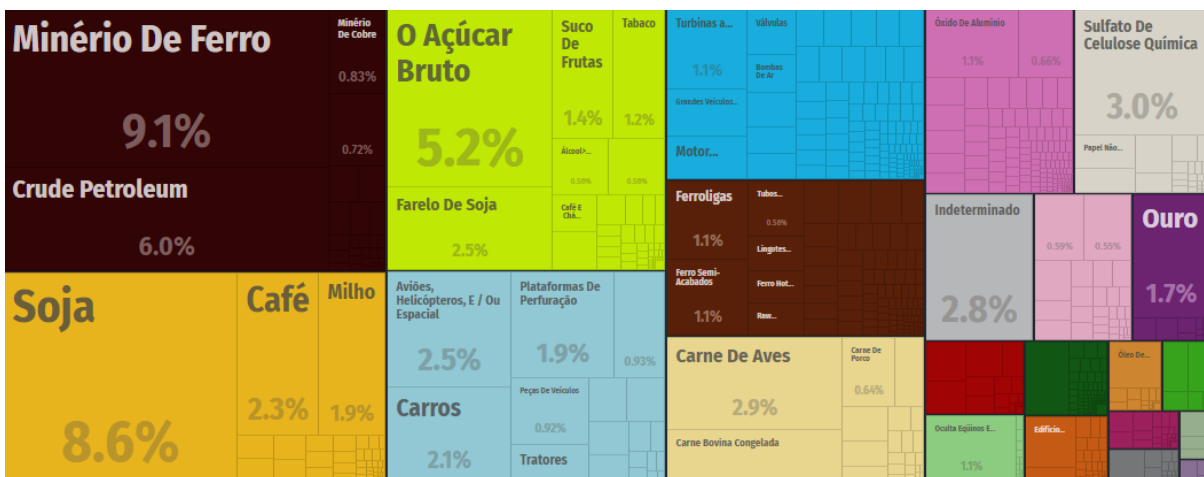 Minério De Ferro
9.1%
Minério
De Cobre
0.83%
0.72%
Crude Petroleum
6.0%
Soja
8.6%
Café
2.3%
Milho
1.9%
O Açúcar
Bruto
5.2%
Suco
De
Frutas
1.4%
Tabaco
1.2%
Álcool>...
0.56%
0.56%
Farelo De Soja
2.5%
Café E
Chá...
Aviões,
Helicópteros, E / Ou
Espacial
2.5%
Plataformas De
Perfuração
1.9%
0.93%
Carros
2.1%
Peças De Veículos
0.92%
Tratores
Turbinas a...
1.1%
Válvulas
Bombas
De Ar
Grandes Veículos...
Motor...
Ferroligas
1.1%
Tubos...
0.56%
Lingotes...
Ferro Semi-
Acabados
1.1%
Ferro Hot...
Raw...
Carne De Aves
2.9%
Carne De
Porco
0.64%
Carne Bovina Congelada
Óxido De Alumínio
1.1%
0.66%
Sulfato De
Celulose Química
3.0%
Papel Não...
Indeterminado
2.8%
0.59%
0.55%
Ouro
1.7%
Óleo De...
Oculta Eqüinos E...
1.1%
Edifício...